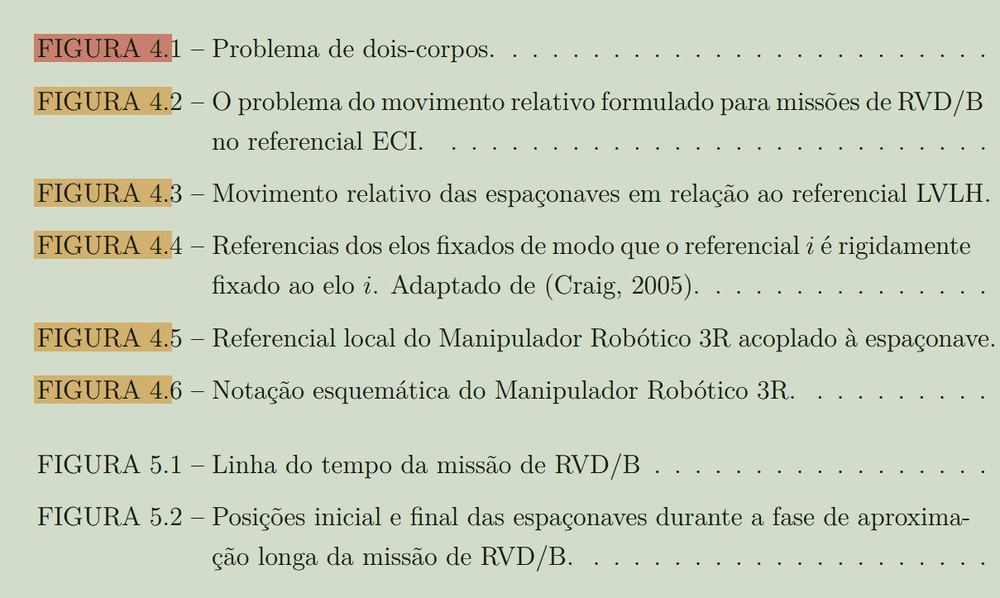 FIGURA 4.1 – Problema de dois-corpos. . . . . . . . . . . . . . . . . . . . . . . . .
FIGURA 4.2 – O problema do movimento relativo formulado para missões de RVD/B
no referencial ECI. . . . . . . . . . . . . . . . . . . . . . . . . . . .
FIGURA 4.3 – Movimento relativo das espaçonaves em relação ao referencial LVLH.
FIGURA 4.4 – Referencias dos elos fixados de modo que o referencial i é rigidamente
fixado ao elo i. Adaptado de (Craig, 2005). . . . . . . . . . . . . . .
FIGURA 4.5 – Referencial local do Manipulador Robótico 3R acoplado à espaçonave.
FIGURA 4.6 – Notação esquemática do Manipulador Robótico 3R. . . . . . . . . .
FIGURA 5.1 – Linha do tempo da missão de RVD/B . . . . . . . . . . . . . . . . .
FIGURA 5.2 – Posições inicial e final das espaçonaves durante a fase de aproxima-
ção longa da missão de RVD/B. . . . . . . . . . . . . . . . . . . . .